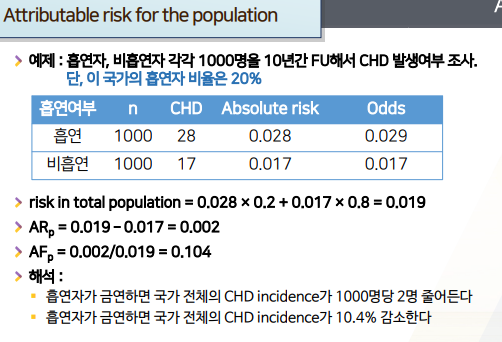 Attributable risk for the population
예제 : 흡연자, 비흡연자 각각 1000명을 10년간 FU해서 CHD 발생여부 조사.
단, 이 국가의 흡연자 비율은 20%
흡연여부 n CHD Absolute risk Odds
흡연 1000 28 0.028 0.029
비흡연 1000 17 0.017 0.017
risk in total population = 0.028 × 0.2 + 0.017 × 0.8 = 0.019
ARp = 0.019 – 0.017 = 0.002
AFp = 0.002/0.019 = 0.104
해석 :
흡연자가 금연하면 국가 전체의 CHD incidence가 1000명당 2명 줄어든다
흡연자가 금연하면 국가 전체의 CHD incidence가 10.4% 감소한다